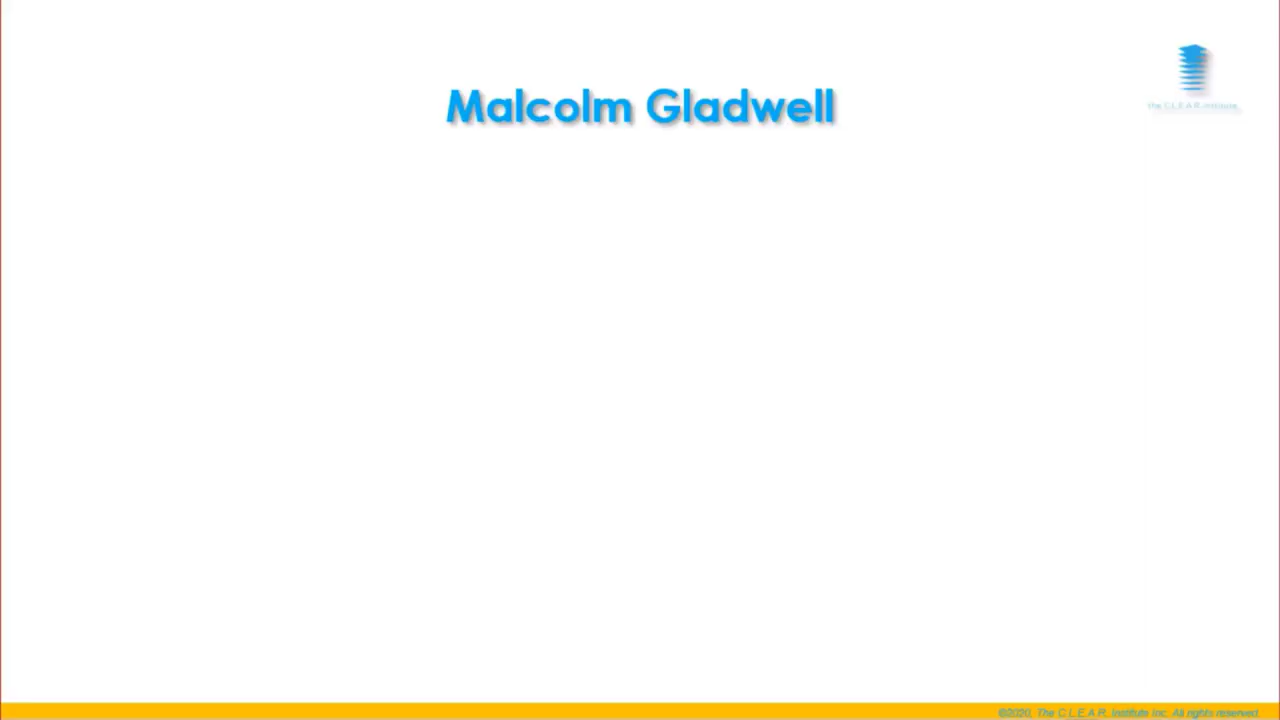 Malcolm Gladwell
the C.L.E.A.R. Institute
©2020, The C.L.E.A.R. Institute Inc. All rights reserved